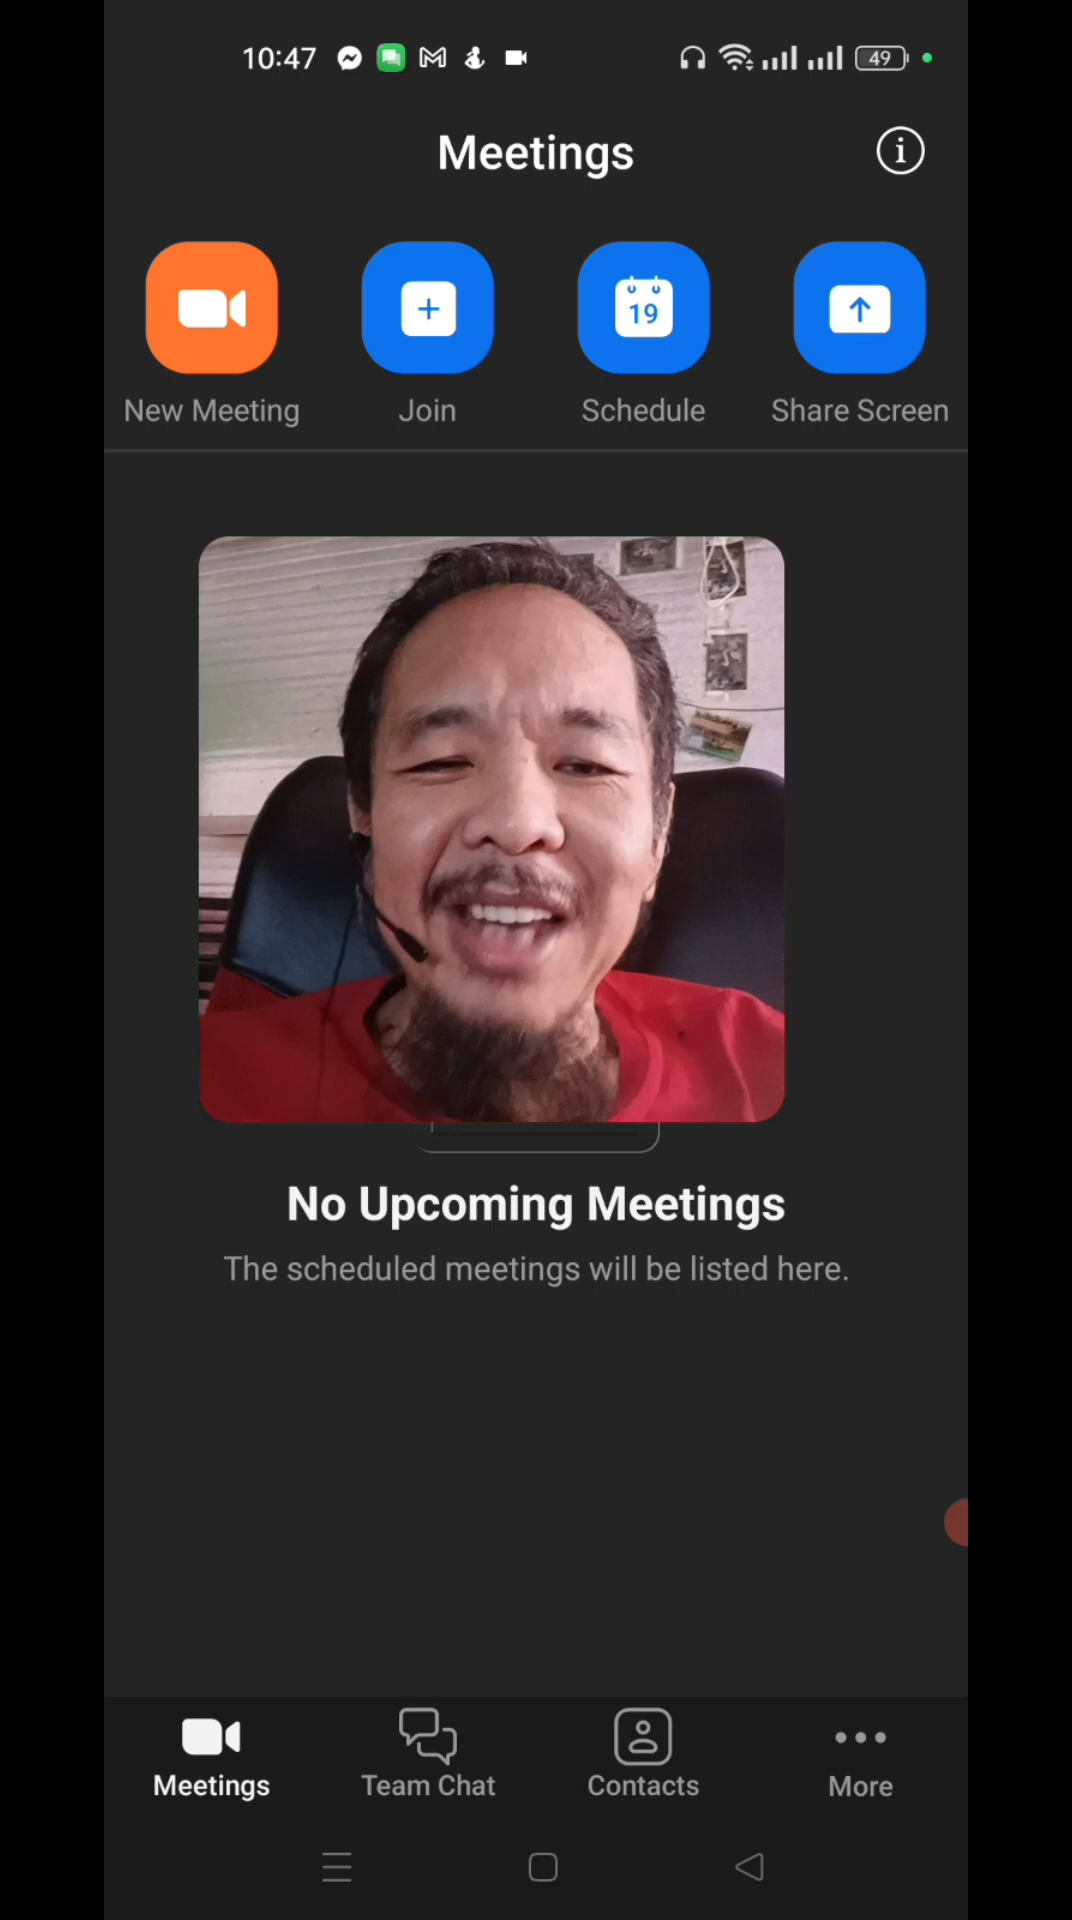 10:47 49
Meetings
19
New Meeting Join Schedule Share Screen
No Upcoming Meetings
The scheduled meetings will be listed here.
Meetings Team Chat Contacts More